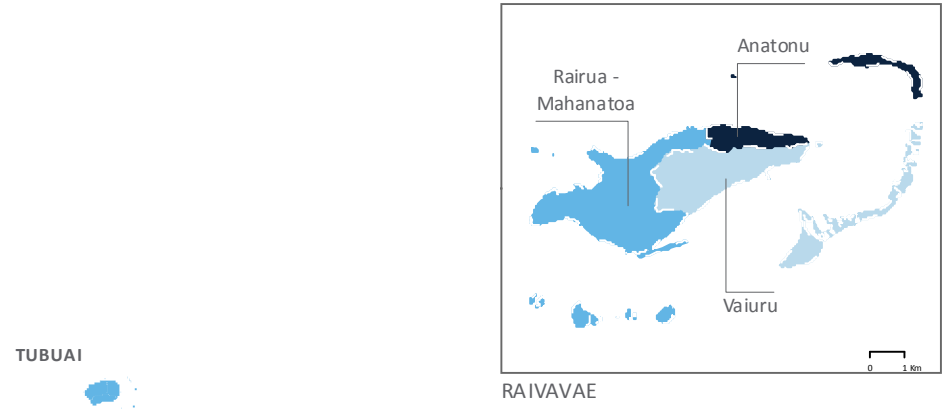 Anatonu
Rairua -
Mahanatoa
Vaiuru
0 1 Km
TUBUAI
RAIVAVAE